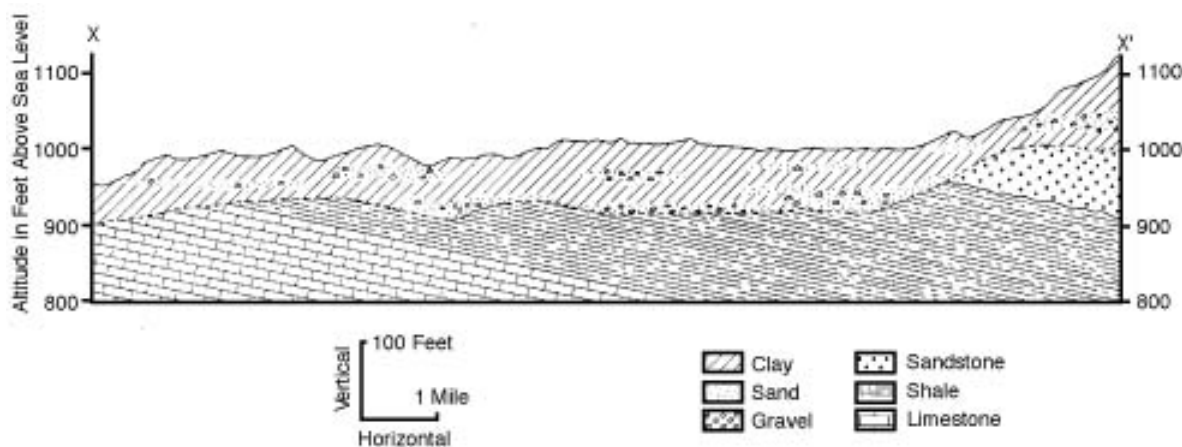 X
X'
Altitude in Feet Above Sea Level
1100
1000
900
800
1100
1000
900
800
Vertical
100 Feet
1 Mile
Horizontal
Clay
Sand
Gravel
Sandstone
Shale
Limestone